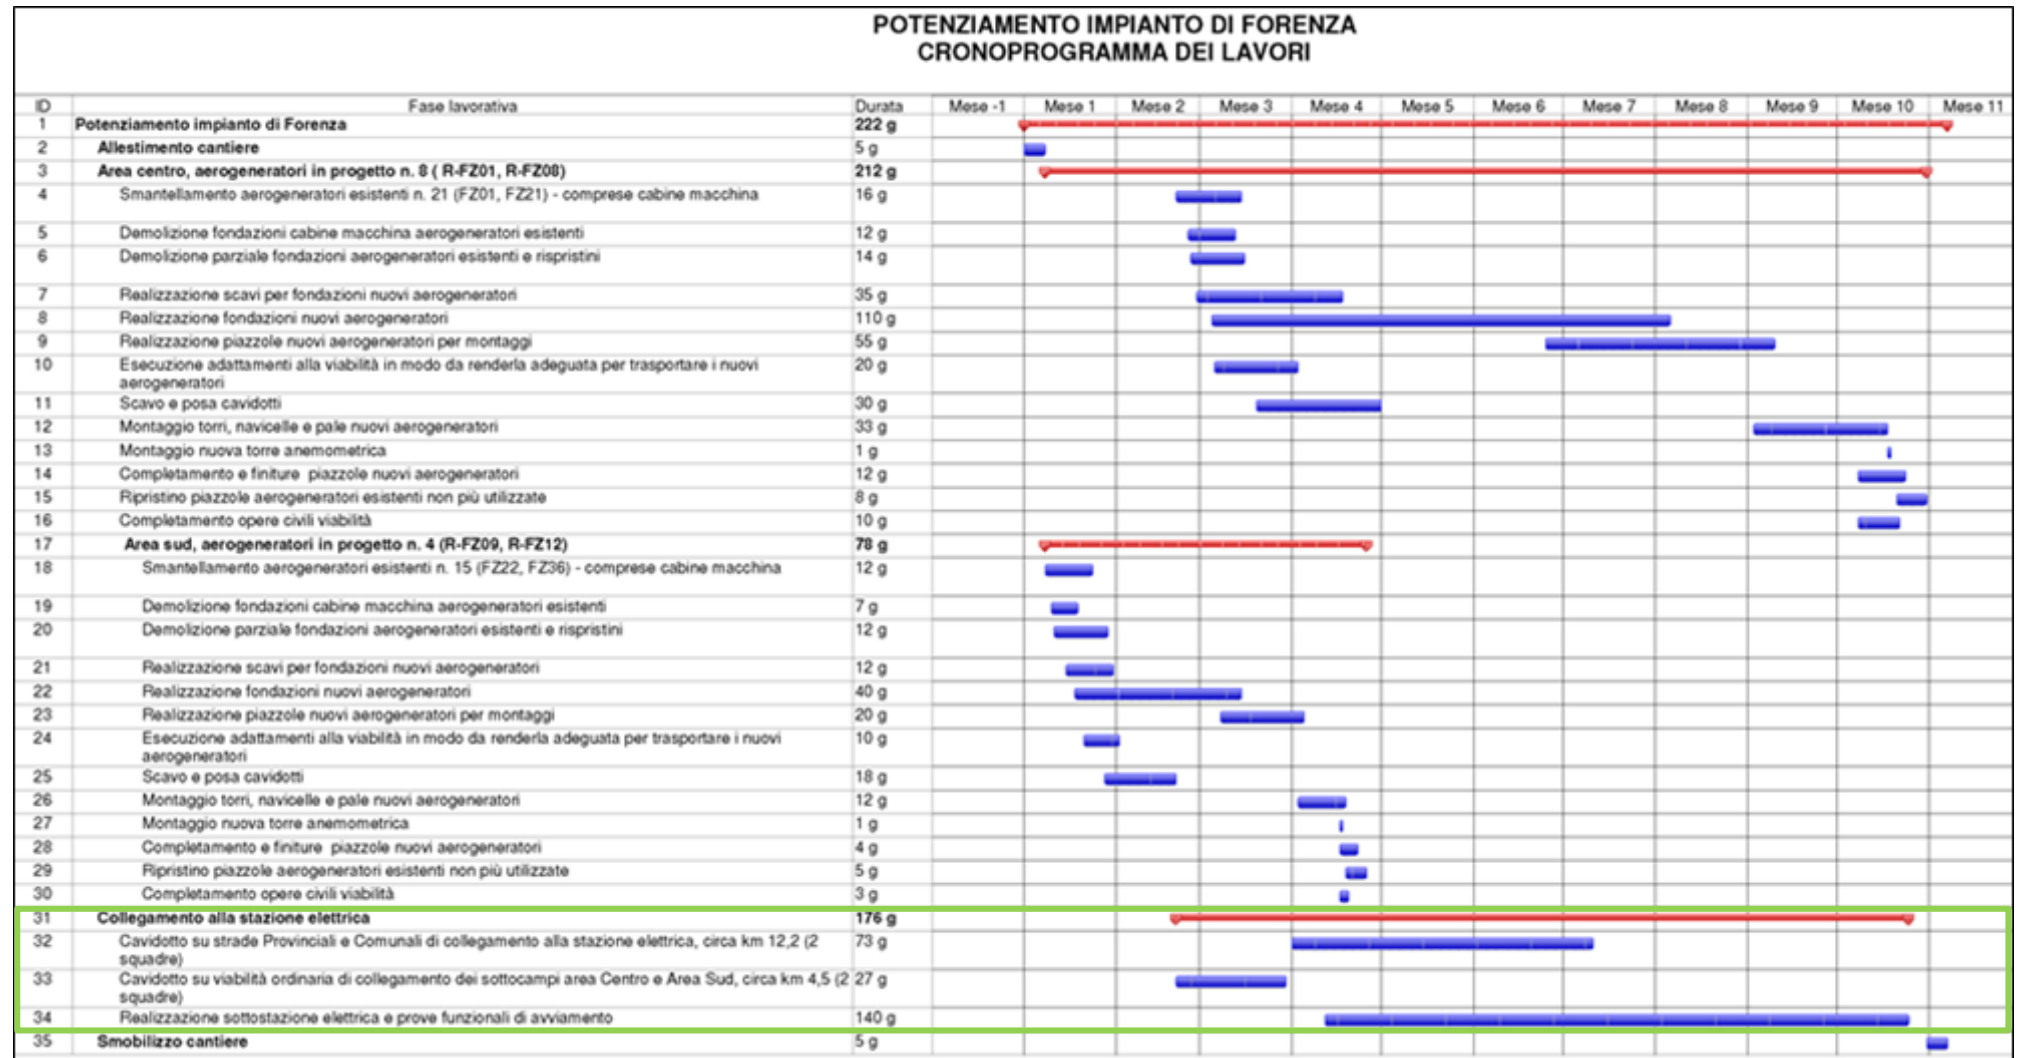 POTENZIAMENTO IMPIANTO DI FORENZA
CRONOPROGRAMMA DEI LAVORI
ID Fase lavorativa Durata Mese -1 Mese 1 Mese 2 Mese 3 Mese 4 Mese 5 Mese 6 Mese 7 Mese 8 Mese 9 Mese 10 Mese 11
1 Potenziamento impianto di Forenza 222 g
2 Allestimento cantiere 5 g
3 Area centro, aerogeneratori in progetto n. 8 ( R-FZ01, R-FZ08) 212 g
4 Smantellamento aerogeneratori esistenti n. 21 (FZ01, FZ21) - comprese cabine macchina 16 g
5 Demolizione fondazioni cabine macchina aerogeneratori esistenti 12 g
6 Demolizione parziale fondazioni aerogeneratori esistenti e rispristini 14 g
7 Realizzazione scavi per fondazioni nuovi aerogeneratori 35 g
8 Realizzazione fondazioni nuovi aerogeneratori 110 g
9 Realizzazione piazzole nuovi aerogeneratori per montaggi 55 g
10 Esecuzione adattamenti alla viabilità in modo da renderla adeguata per trasportare i nuovi 20 g
aerogeneratori
11 Scavo e posa cavidotti 30 g
12 Montaggio torri, navicelle e pale nuovi aerogeneratori 33 g
13 Montaggio nuova torre anemometrica 1 g
14 Completamento e finiture piazzole nuovi aerogeneratori 12 g
15 Ripristino piazzole aerogeneratori esistenti non più utilizzate 8 g
16 Completamento opere civili viabilità 10 g
17 Area sud, aerogeneratori in progetto n. 4 (R-FZ09, R-FZ12) 78 g
18 Smantellamento aerogeneratori esistenti n. 15 (FZ22, FZ36) - comprese cabine macchina 12 g
19 Demolizione fondazioni cabine macchina aerogeneratori esistenti 7 g
20 Demolizione parziale fondazioni aerogeneratori esistenti e rispristini 12 g
21 Realizzazione scavi per fondazioni nuovi aerogeneratori 12 g
22 Realizzazione fondazioni nuovi aerogeneratori 40 g
23 Realizzazione piazzole nuovi aerogeneratori per montaggi 20 g
24 Esecuzione adattamenti alla viabilità in modo da renderla adeguata per trasportare i nuovi 10 g
aerogeneratori
25 Scavo e posa cavidotti 18 g
26 Montaggio torri, navicelle e pale nuovi aerogeneratori 12 g
27 Montaggio nuova torre anemometrica 1 g
28 Completamento e finiture piazzole nuovi aerogeneratori 4 g
29 Ripristino piazzole aerogeneratori esistenti non più utilizzate 5 g
30 Completamento opere civili viabilità 3 g
31 Collegamento alla stazione elettrica 176 g
32 Cavidotto su strade Provinciali e Comunali di collegamento alla stazione elettrica, circa km 12,2 (2 73 g
squadre)
33 Cavidotto su viabilità ordinaria di collegamento dei sottocampi area Centro e Area Sud, circa km 4,5 (2 27 g
squadre)
34 Realizzazione sottostazione elettrica e prove funzionali di avviamento 140 g
35 Smobilizzo cantiere 5 g